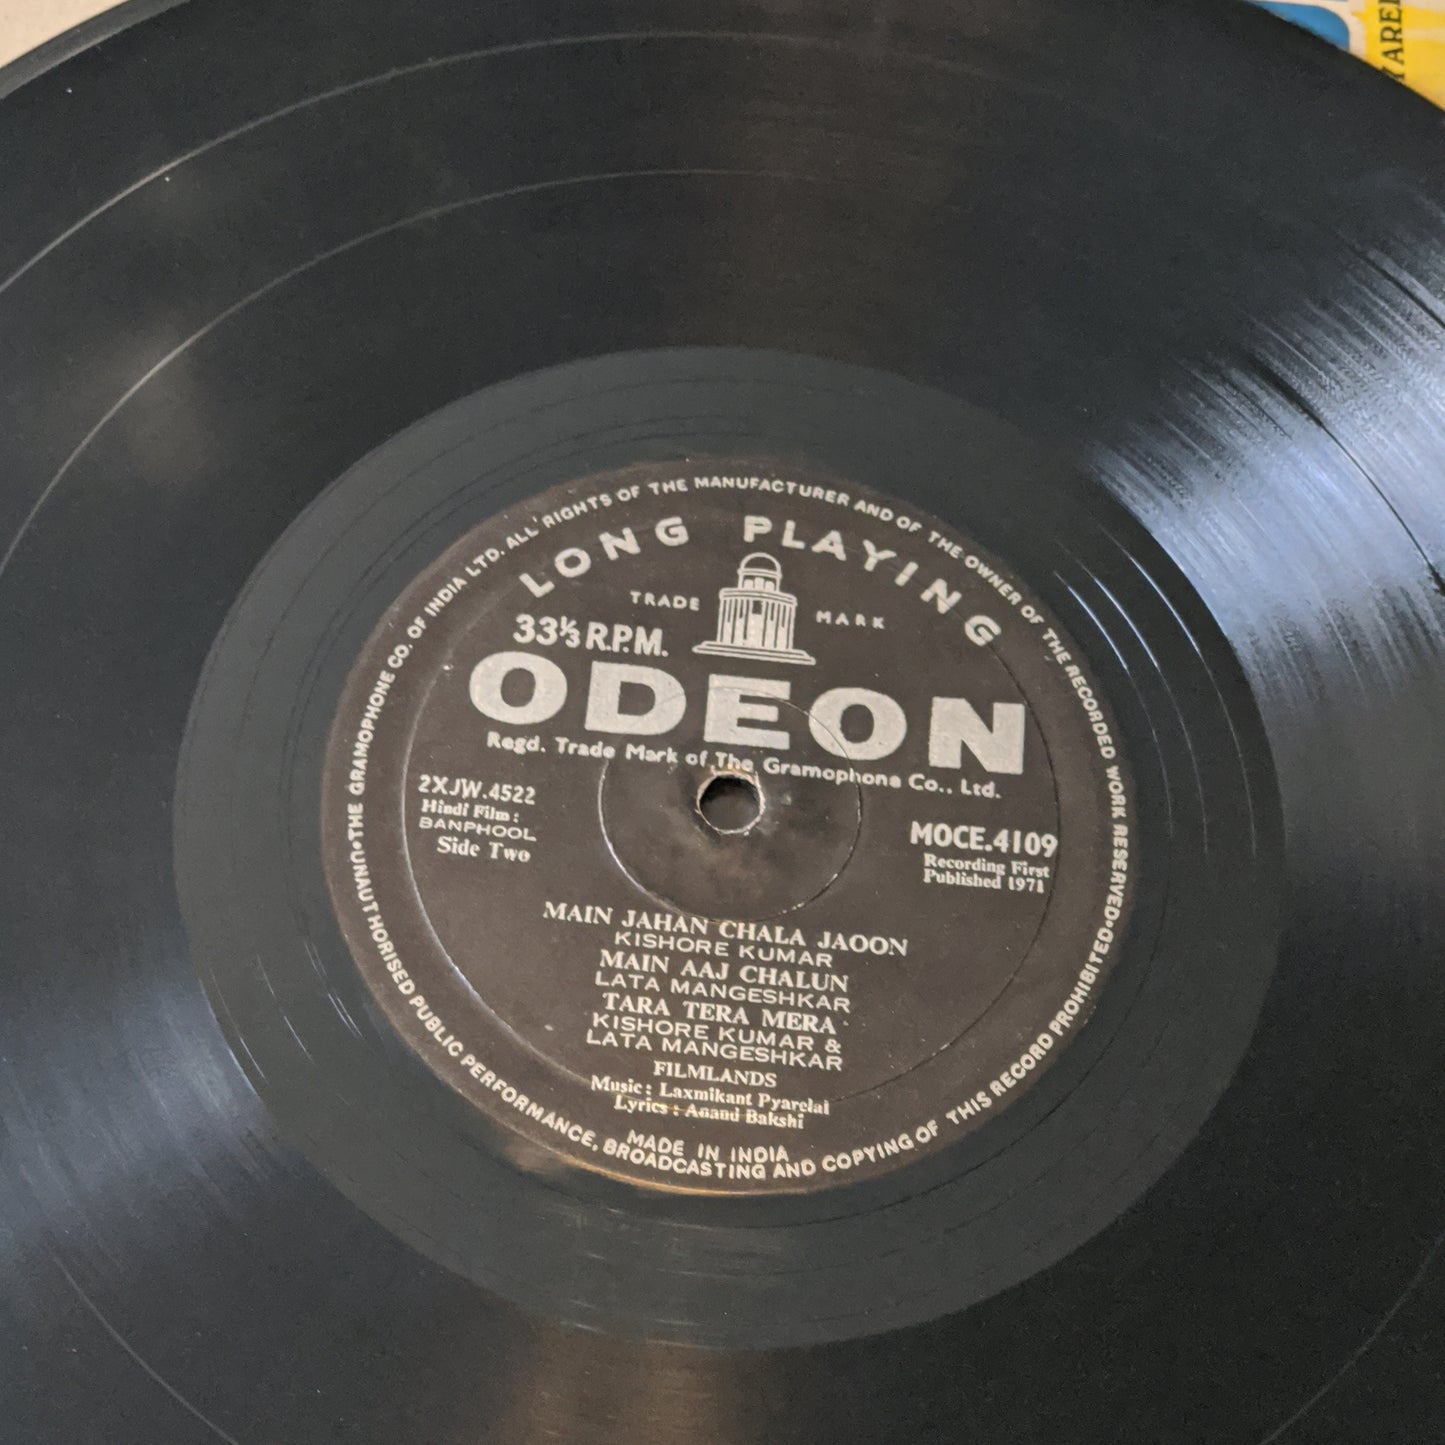 YAREL
THE GRAMOPHONE CO. OF INDIA LTD. ALL RIGHTS OF THE MANUFACTURER AND OF THE OWNER OF THE RECORDED WORK RESERVED•
UNAUTHORISED PUBLIC PERFORMANCE, BROADCASTING AND COPYING OF THIS RECORD PROHIBITED•
LONG PLAYING
TRADE MARK
33⅓ R.P.M.
ODEON
Regd. Trade Mark of The Gramophone Co., Ltd.
2XJW.4522
Hindi Film :
BANPHOOL
Side Two
MOCE.4109
Recording First
Published 1971
MAIN JAHAN CHALA JAOON
KISHORE KUMAR
MAIN AAJ CHALUN
LATA MANGESHKAR
TARA TERA MERA
KISHORE KUMAR &
LATA MANGESHKAR
FILMLANDS
Music : Laxmikant Pyarelal
Lyrics : Anand Bakshi
MADE IN INDIA